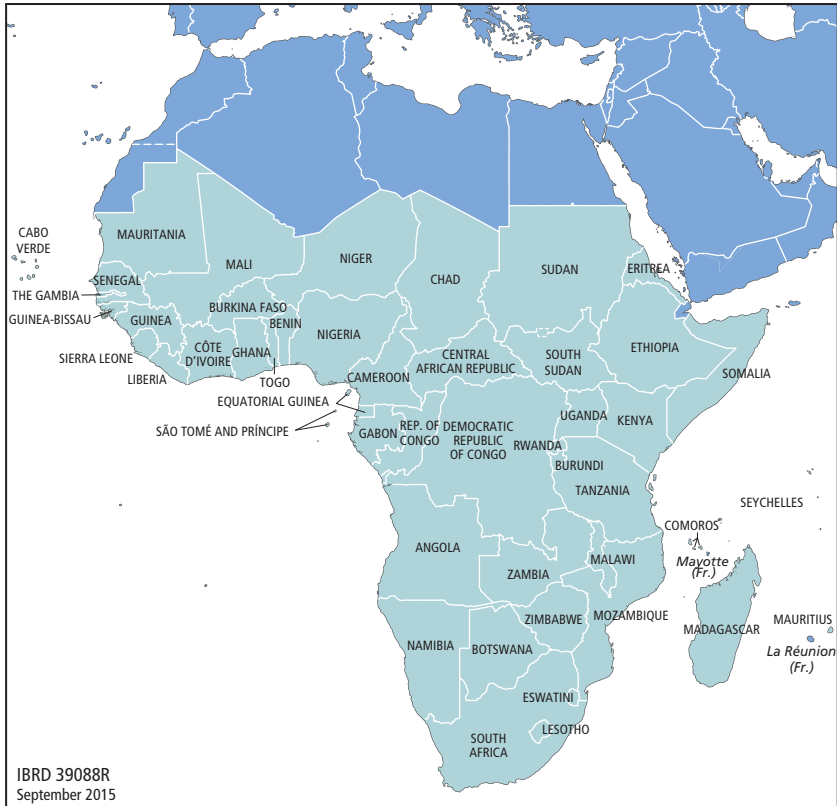 CABO
VERDE
MAURITANIA
MALI
NIGER
CHAD
SUDAN
ERITREA
SENEGAL
THE GAMBIA
GUINEA-BISSAU
GUINEA
BURKINA FASO
BENIN
NIGERIA
ETHIOPIA
SIERRA LEONE
LIBERIA
CÔTE
D'IVOIRE
GHANA
TOGO
CAMEROON
CENTRAL
AFRICAN REPUBLIC
SOUTH
SUDAN
SOMALIA
EQUATORIAL GUINEA
SÃO TOMÉ AND PRÍNCIPE
GABON
REP. OF
CONGO
DEMOCRATIC
REPUBLIC
OF CONGO
UGANDA
KENYA
RWANDA
BURUNDI
TANZANIA
SEYCHELLES
COMOROS
Mayotte
(Fr.)
ANGOLA
ZAMBIA
MALAWI
MOZAMBIQUE
ZIMBABWE
MADAGASCAR
MAURITIUS
La Réunion
(Fr.)
NAMIBIA
BOTSWANA
ESWATINI
LESOTHO
SOUTH
AFRICA
IBRD 39088R
September 2015